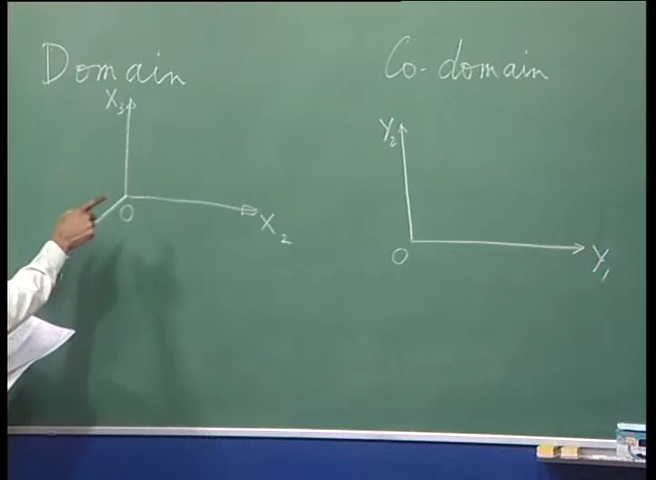 Domain
X₃
O
X₂
Co-domain
Y₂
O
Y₁